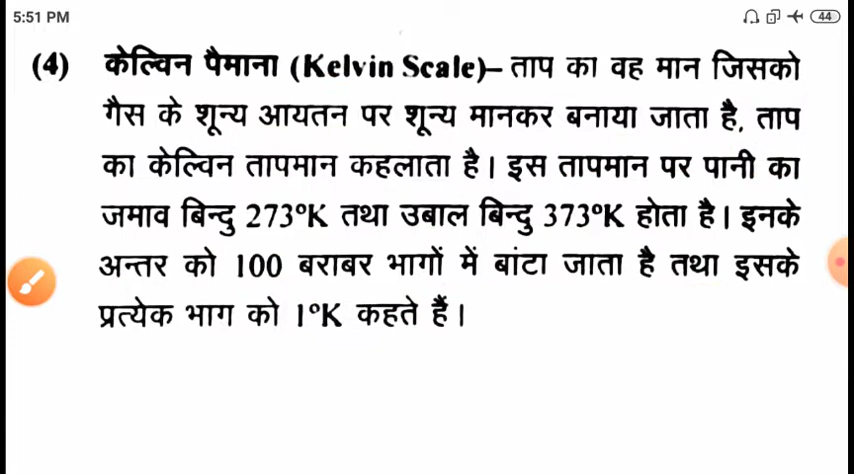 5:51 PM 44
(4) केल्विन पैमाना (Kelvin Scale)– ताप का वह मान जिसको
गैस के शून्य आयतन पर शून्य मानकर बनाया जाता है, ताप
का केल्विन तापमान कहलाता है। इस तापमान पर पानी का
जमाव बिन्दु 273°K तथा उबाल बिन्दु 373°K होता है। इनके
अन्तर को 100 बराबर भागों में बांटा जाता है तथा इसके
प्रत्येक भाग को 1°K कहते हैं।